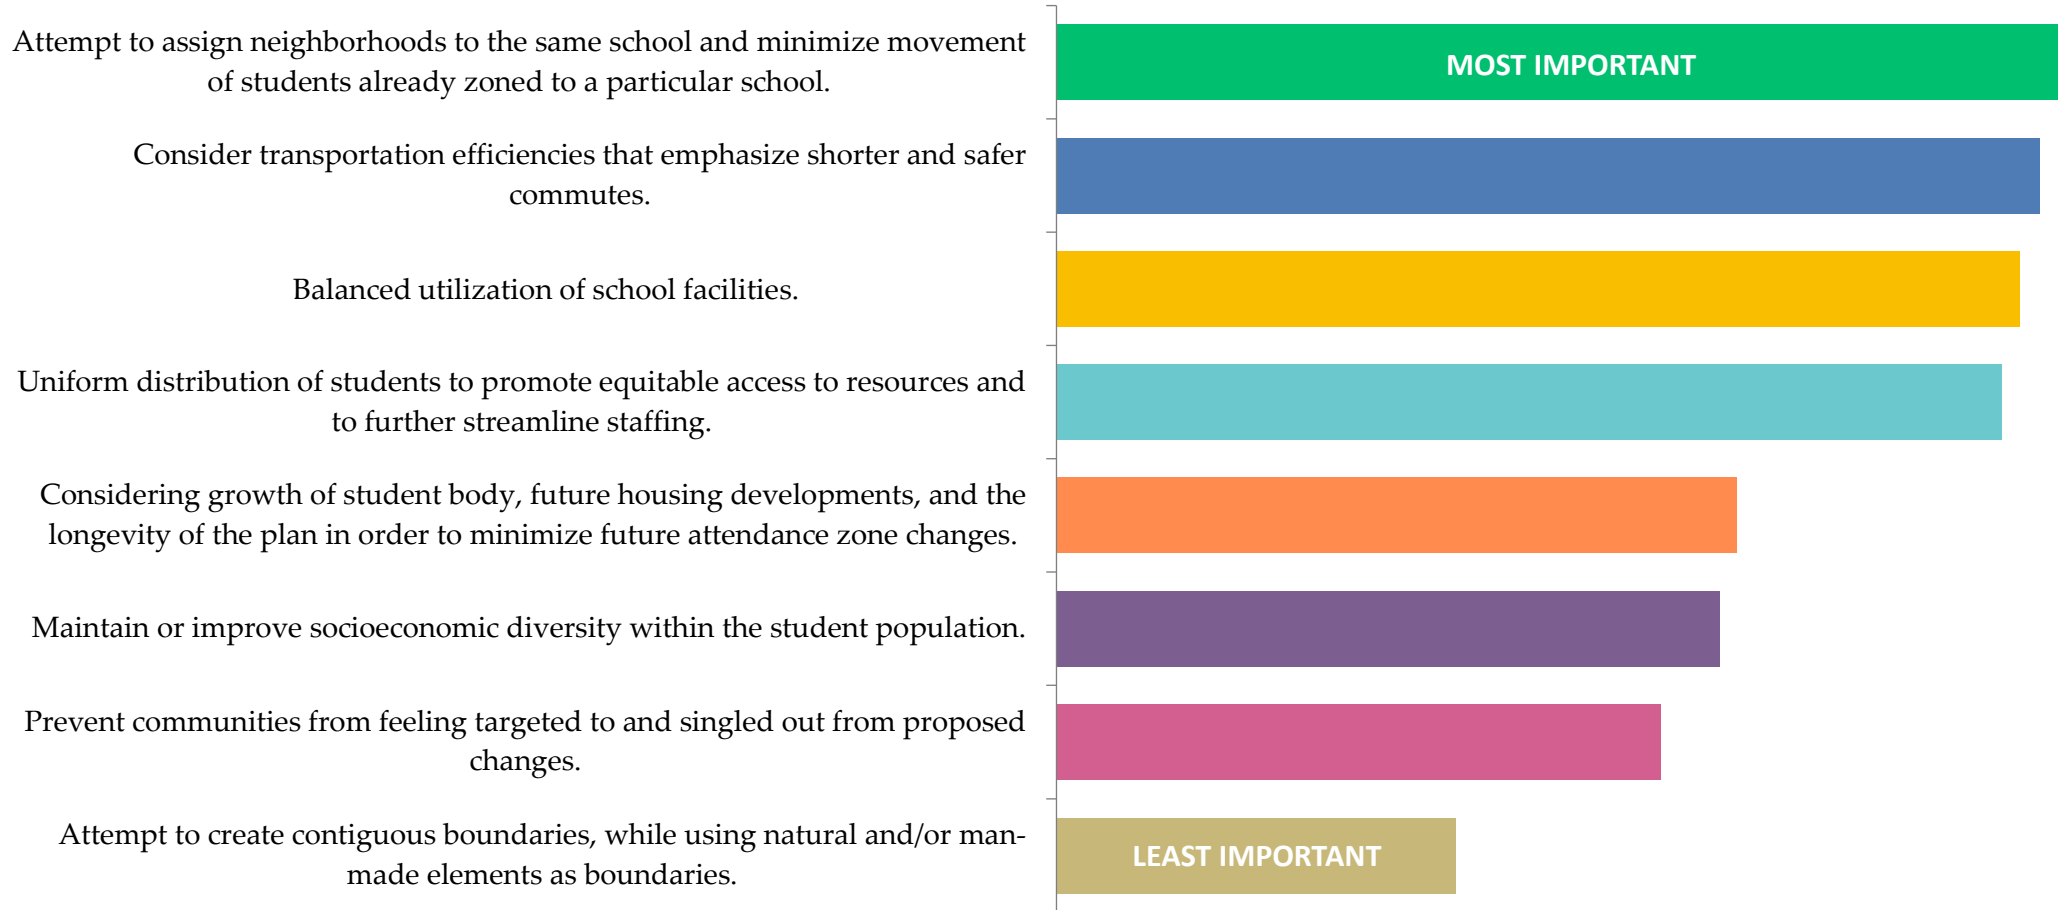 Attempt to assign neighborhoods to the same school and minimize movement
of students already zoned to a particular school.
MOST IMPORTANT
Consider transportation efficiencies that emphasize shorter and safer
commutes.
Balanced utilization of school facilities.
Uniform distribution of students to promote equitable access to resources and
to further streamline staffing.
Considering growth of student body, future housing developments, and the
longevity of the plan in order to minimize future attendance zone changes.
Maintain or improve socioeconomic diversity within the student population.
Prevent communities from feeling targeted to and singled out from proposed
changes.
Attempt to create contiguous boundaries, while using natural and/or man-
made elements as boundaries.
LEAST IMPORTANT